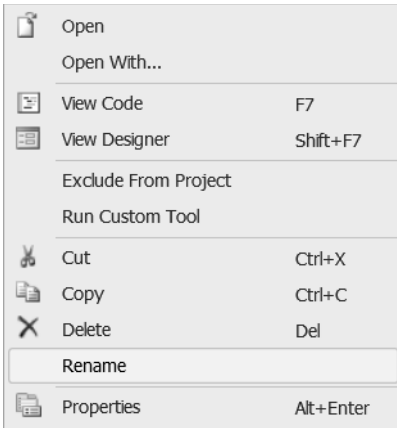 Open
Open With...
View Code F7
View Designer Shift+F7
Exclude From Project
Run Custom Tool
Cut Ctrl+X
Copy Ctrl+C
Delete Del
Rename
Properties Alt+Enter